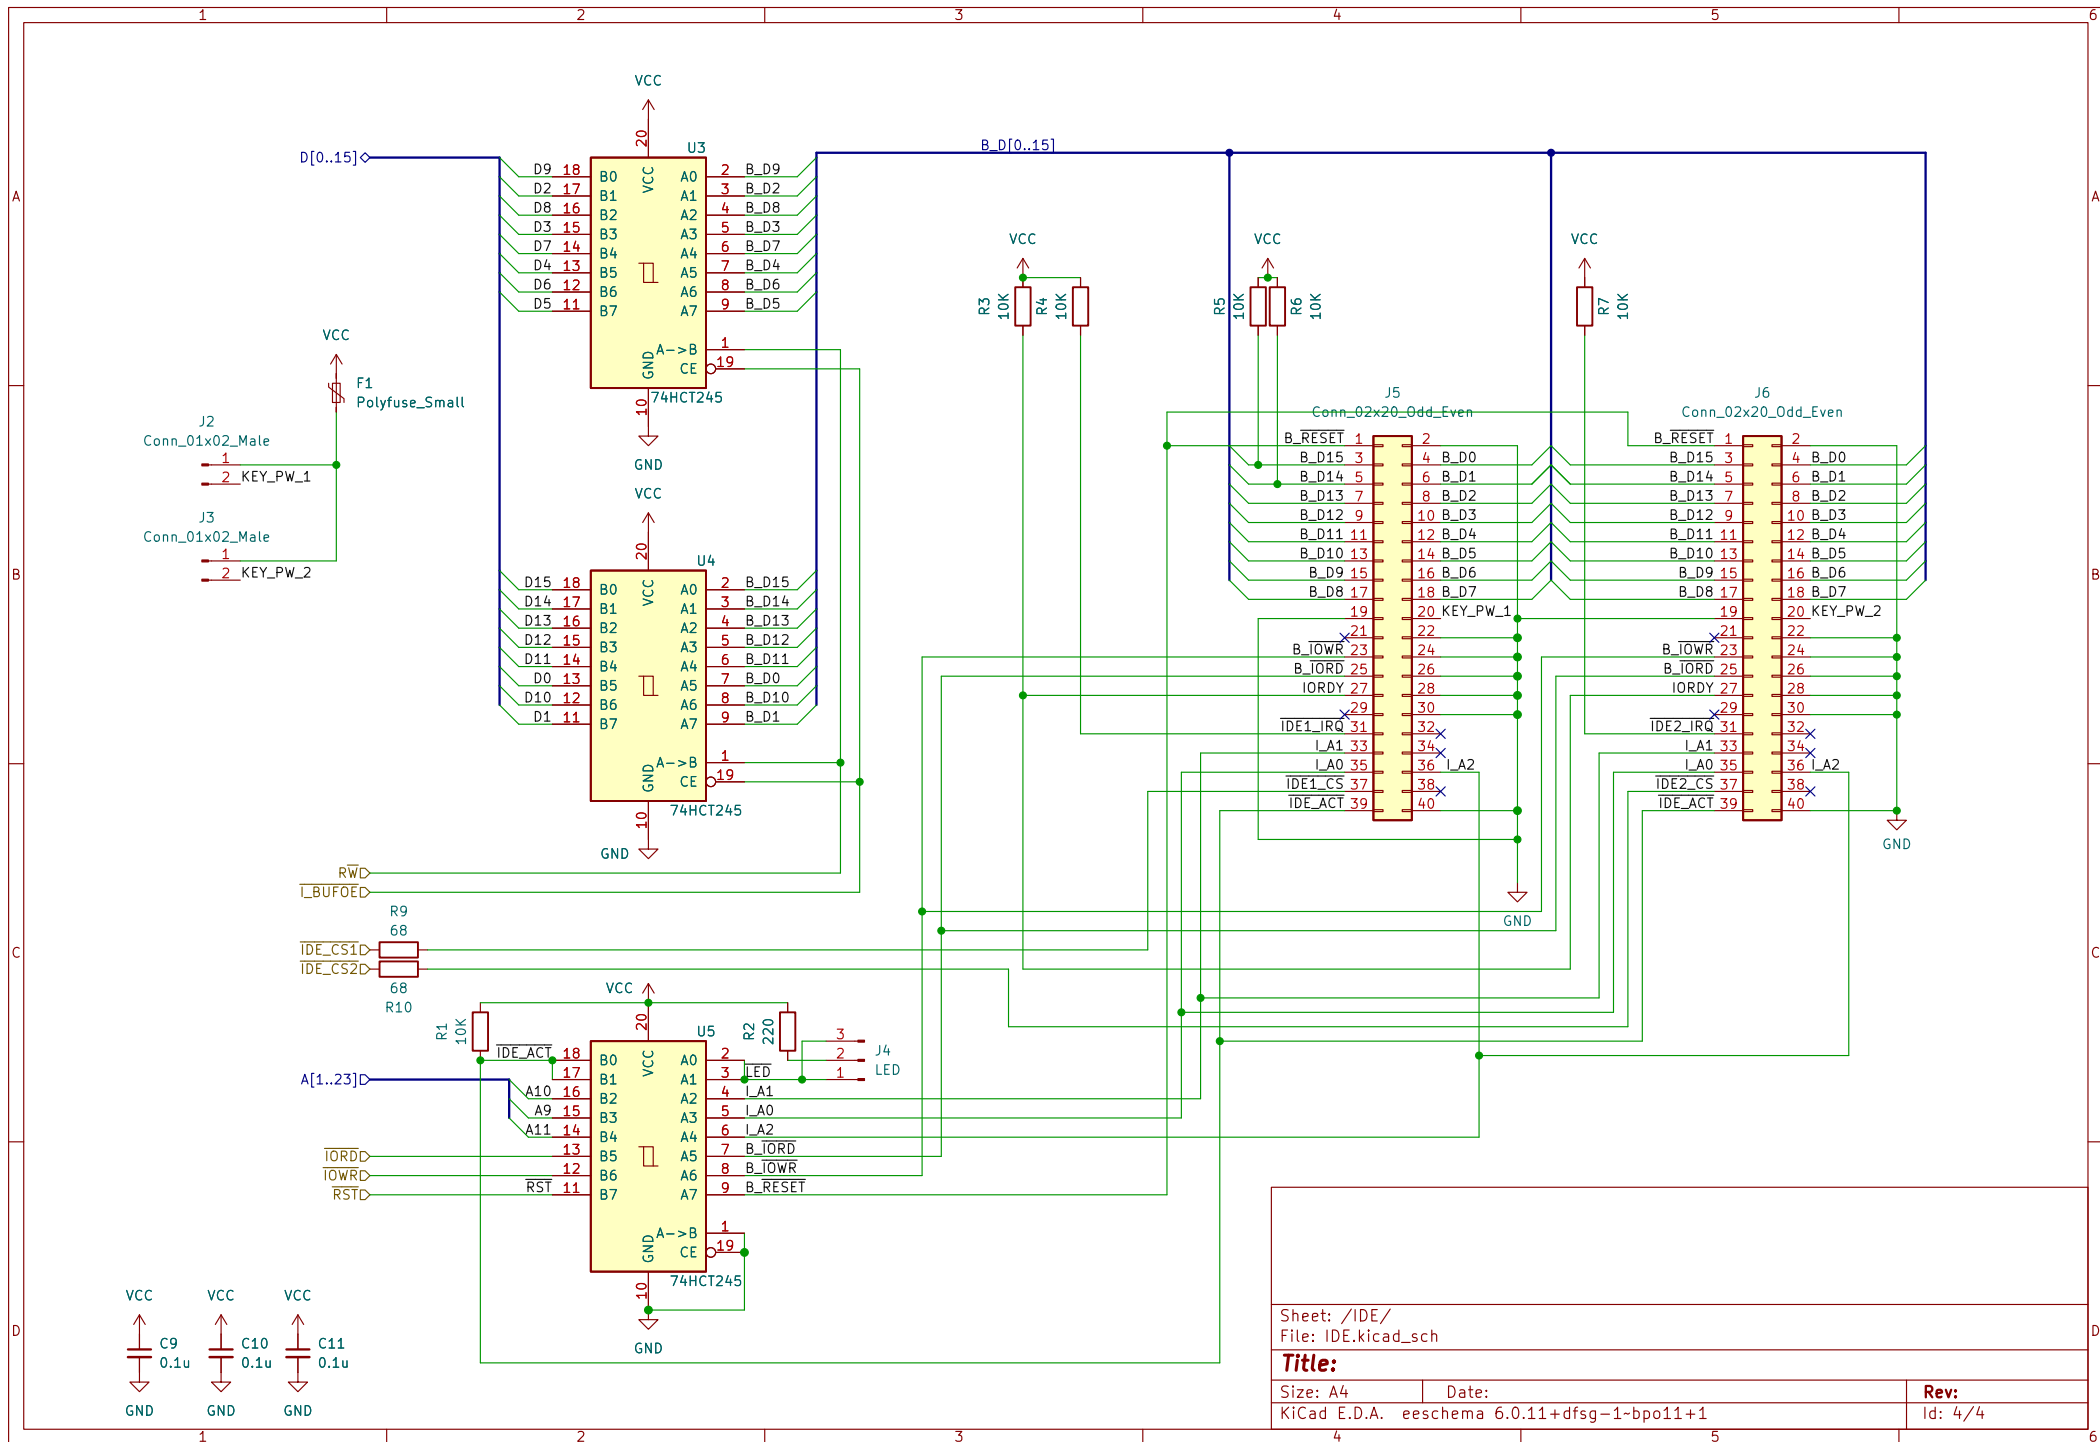 1 2 3 4 5 6
A
B
C
D
A
B
C
D
1 2 3 4 5 6
D[0..15]
B_D[0..15]
VCC
20
U3
D9 18 B0 VCC A0 2 B_D9
D2 17 B1 A1 3 B_D2
D8 16 B2 A2 4 B_D8
D3 15 B3 A3 5 B_D3
D7 14 B4 A4 6 B_D7
D4 13 B5 A5 7 B_D4
D6 12 B6 A6 8 B_D6
D5 11 B7 A7 9 B_D5
A->B 1
GND CE 19
10 74HCT245
GND
VCC
F1
Polyfuse_Small
J2
Conn_01x02_Male
1
2 KEY_PW_1
J3
Conn_01x02_Male
1
2 KEY_PW_2
VCC
20
U4
D15 18 B0 VCC A0 2 B_D15
D14 17 B1 A1 3 B_D14
D13 16 B2 A2 4 B_D13
D12 15 B3 A3 5 B_D12
D11 14 B4 A4 6 B_D11
D0 13 B5 A5 7 B_D0
D10 12 B6 A6 8 B_D10
D1 11 B7 A7 9 B_D1
A->B 1
GND CE 19
10 74HCT245
GND
RW
I_BUFOE
R9
68
IDE_CS1
IDE_CS2
68
R10
VCC
R3 10K R4 10K
VCC
R5 10K R6 10K
VCC
R7 10K
J5
Conn_02x20_Odd_Even
B_RESET 1 2
B_D15 3 4 B_D0
B_D14 5 6 B_D1
B_D13 7 8 B_D2
B_D12 9 10 B_D3
B_D11 11 12 B_D4
B_D10 13 14 B_D5
B_D9 15 16 B_D6
B_D8 17 18 B_D7
19 20 KEY_PW_1
21 22
B_IOWR 23 24
B_IORD 25 26
IORDY 27 28
29 30
IDE1_IRQ 31 32
I_A1 33 34
I_A0 35 36 I_A2
IDE1_CS 37 38
IDE_ACT 39 40
GND
J6
Conn_02x20_Odd_Even
B_RESET 1 2
B_D15 3 4 B_D0
B_D14 5 6 B_D1
B_D13 7 8 B_D2
B_D12 9 10 B_D3
B_D11 11 12 B_D4
B_D10 13 14 B_D5
B_D9 15 16 B_D6
B_D8 17 18 B_D7
19 20 KEY_PW_2
21 22
B_IOWR 23 24
B_IORD 25 26
IORDY 27 28
29 30
IDE2_IRQ 31 32
I_A1 33 34
I_A0 35 36 I_A2
IDE2_CS 37 38
IDE_ACT 39 40
GND
VCC
20
R1 10K
R2 220
U5
IDE_ACT 18 B0 VCC A0 2
17 B1 A1 3 LED
A10 16 B2 A2 4 I_A1
A9 15 B3 A3 5 I_A0
A11 14 B4 A4 6 I_A2
13 B5 A5 7 B_IORD
12 B6 A6 8 B_IOWR
RST 11 B7 A7 9 B_RESET
A->B 1
GND CE 19
10 74HCT245
GND
3
2
1
J4
LED
A[1..23]
IORD
IOWR
RST
VCC VCC VCC
C9 C10 C11
0.1u 0.1u 0.1u
GND GND GND
Sheet: /IDE/
File: IDE.kicad_sch
Title:
Size: A4 Date: Rev:
KiCad E.D.A. eeschema 6.0.11+dfsg-1~bpo11+1 Id: 4/4